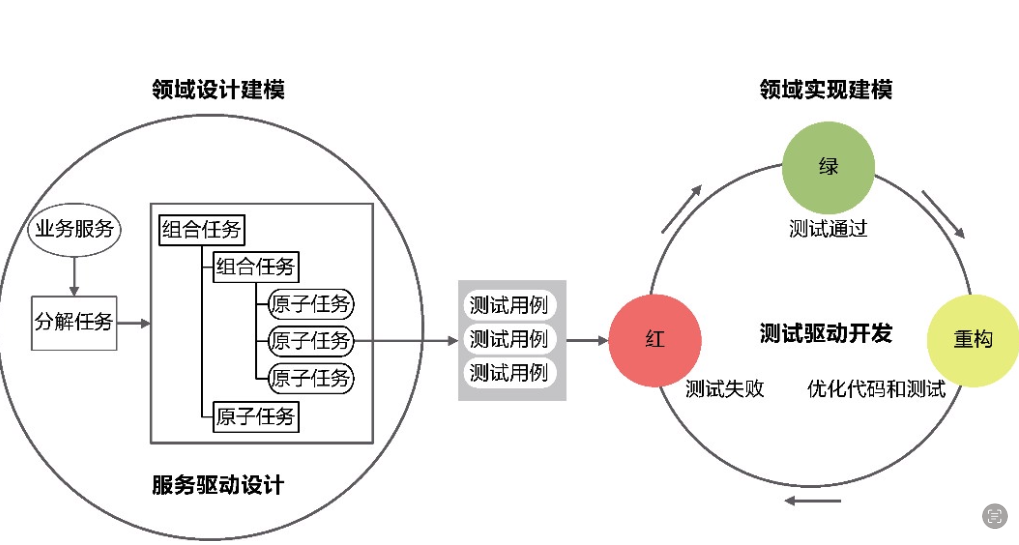 领域设计建模
领域实现建模
业务服务
分解任务
组合任务
组合任务
原子任务
原子任务
原子任务
原子任务
服务驱动设计
测试用例
测试用例
测试用例
绿
测试通过
红
测试失败
测试驱动开发
重构
优化代码和测试